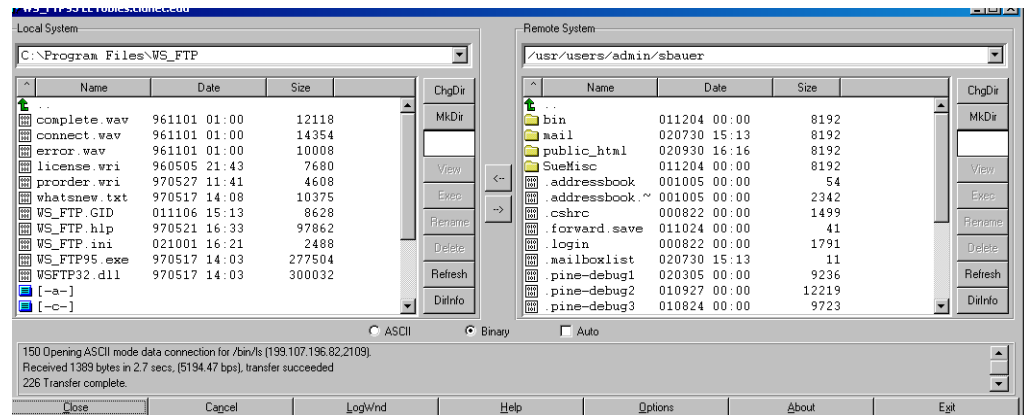 WS_FTP95 LE
Local System
C:\Program Files\WS_FTP
^ Name Date Size
..
complete.wav 961101 01:00 12118
connect.wav 961101 01:00 14354
error.wav 961101 01:00 10008
license.wri 960505 21:43 7680
prorder.wri 970527 11:41 4608
whatsnew.txt 970517 14:08 10375
WS_FTP.GID 011106 15:13 8628
WS_FTP.hlp 970521 16:33 97862
WS_FTP.ini 021001 16:21 2488
WS_FTP95.exe 970517 14:03 277504
WSFTP32.dll 970517 14:03 300032
[-a-]
[-c-]
ChgDir
MkDir
View
Exec
Rename
Delete
Refresh
DirInfo
<--
-->
Remote System
/usr/users/admin/sbauer
^ Name Date Size
..
bin 011204 00:00 8192
mail 020730 15:13 8192
public_html 020930 16:16 8192
SueMisc 011204 00:00 8192
.addressbook 001005 00:00 54
.addressbook.~ 001005 00:00 2342
.cshrc 000822 00:00 1499
.forward.save 011024 00:00 41
.login 000822 00:00 1791
.mailboxlist 020730 15:13 11
.pine-debug1 020305 00:00 9236
.pine-debug2 010927 00:00 12219
.pine-debug3 010824 00:00 9723
ChgDir
MkDir
View
Exec
Rename
Delete
Refresh
DirInfo
ASCII Binary Auto
150 Opening ASCII mode data connection for /bin/ls (199.107.196.82,2109).
Received 1389 bytes in 2.7 secs, (5194.47 bps), transfer succeeded
226 Transfer complete.
Close Cancel LogWnd Help Options About Exit